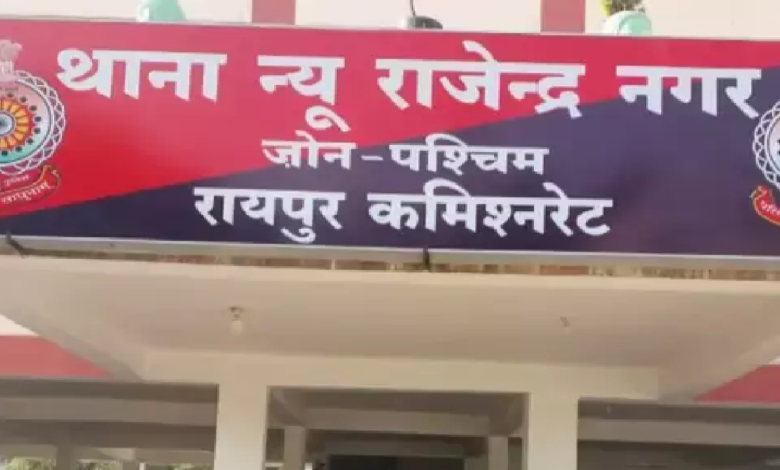 थाना न्यू राजेन्द्र नगर
ज़ोन - पश्चिम
रायपुर कमिश्नरेट